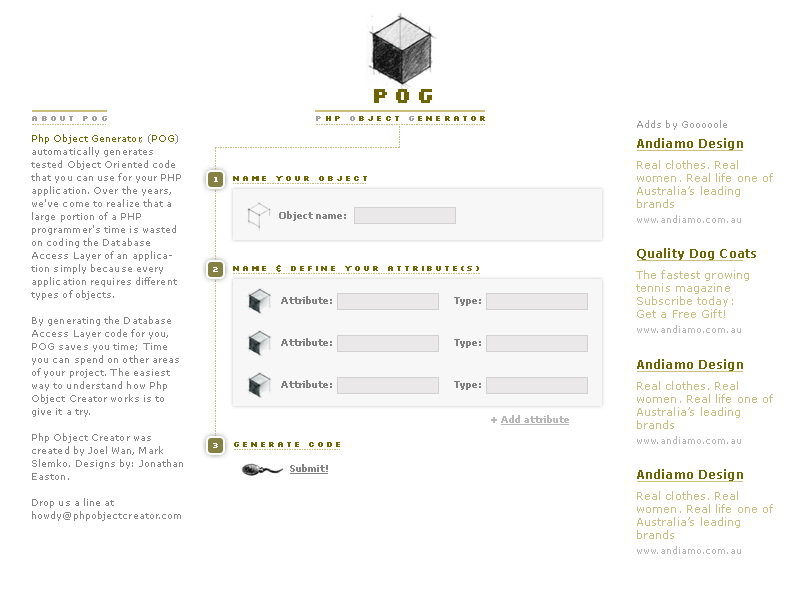 POG
PHP OBJECT GENERATOR
ABOUT POG
Php Object Generator, (POG)
automatically generates
tested Object Oriented code
that you can use for your PHP
application. Over the years,
we've come to realize that a
large portion of a PHP
programmer's time is wasted
on coding the Database
Access Layer of an applica-
tion simply because every
application requires different
types of objects.
By generating the Database
Access Layer code for you,
POG saves you time; Time
you can spend on other areas
of your project. The easiest
way to understand how Php
Object Creator works is to
give it a try.
Php Object Creator was
created by Joel Wan, Mark
Slemko. Designs by: Jonathan
Easton.
Drop us a line at
howdy@phpobjectcreator.com
1 NAME YOUR OBJECT
Object name:
2 NAME & DEFINE YOUR ATTRIBUTE(S)
Attribute: Type:
Attribute: Type:
Attribute: Type:
+ Add attribute
3 GENERATE CODE
Submit!
Adds by Gooooole
Andiamo Design
Real clothes. Real
women. Real life one of
Australia's leading
brands
www.andiamo.com.au
Quality Dog Coats
The fastest growing
tennis magazine
Subscribe today:
Get a Free Gift!
www.andiamo.com.au
Andiamo Design
Real clothes. Real
women. Real life one of
Australia's leading
brands
www.andiamo.com.au
Andiamo Design
Real clothes. Real
women. Real life one of
Australia's leading
brands
www.andiamo.com.au